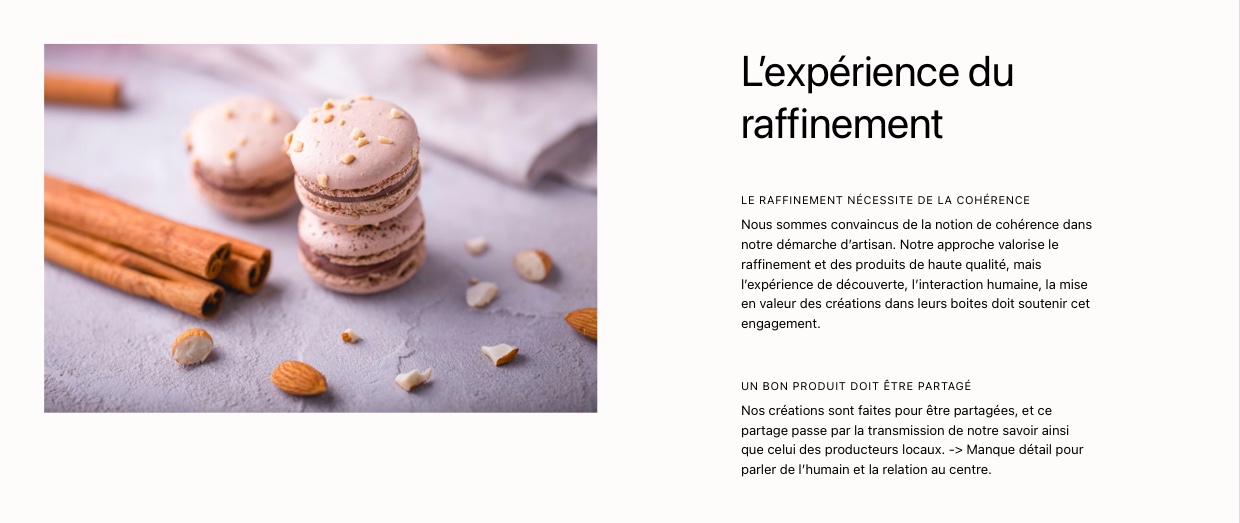 L’expérience du
raffinement
LE RAFFINEMENT NÉCESSITE DE LA COHÉRENCE
Nous sommes convaincus de la notion de cohérence dans
notre démarche d’artisan. Notre approche valorise le
raffinement et des produits de haute qualité, mais
l’expérience de découverte, l’interaction humaine, la mise
en valeur des créations dans leurs boites doit soutenir cet
engagement.
UN BON PRODUIT DOIT ÊTRE PARTAGÉ
Nos créations sont faites pour être partagées, et ce
partage passe par la transmission de notre savoir ainsi
que celui des producteurs locaux. -> Manque détail pour
parler de l’humain et la relation au centre.